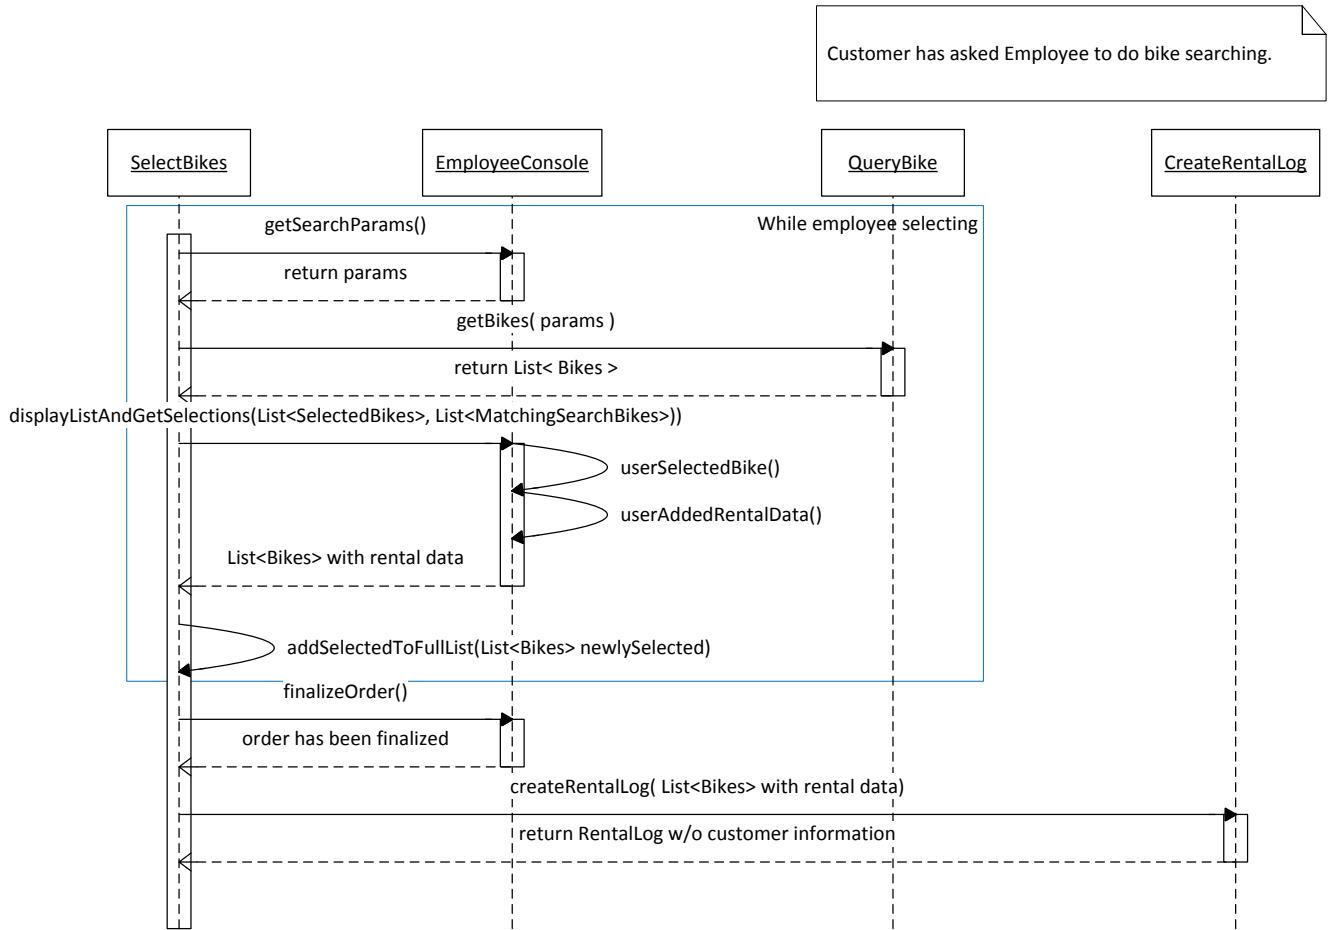 Customer has asked Employee to do bike searching.
SelectBikes
EmployeeConsole
QueryBike
CreateRentalLog
getSearchParams()
While employee selecting
return params
getBikes( params )
return List< Bikes >
displayListAndGetSelections(List<SelectedBikes>, List<MatchingSearchBikes>))
userSelectedBike()
userAddedRentalData()
List<Bikes> with rental data
addSelectedToFullList(List<Bikes> newlySelected)
finalizeOrder()
order has been finalized
createRentalLog( List<Bikes> with rental data)
return RentalLog w/o customer information